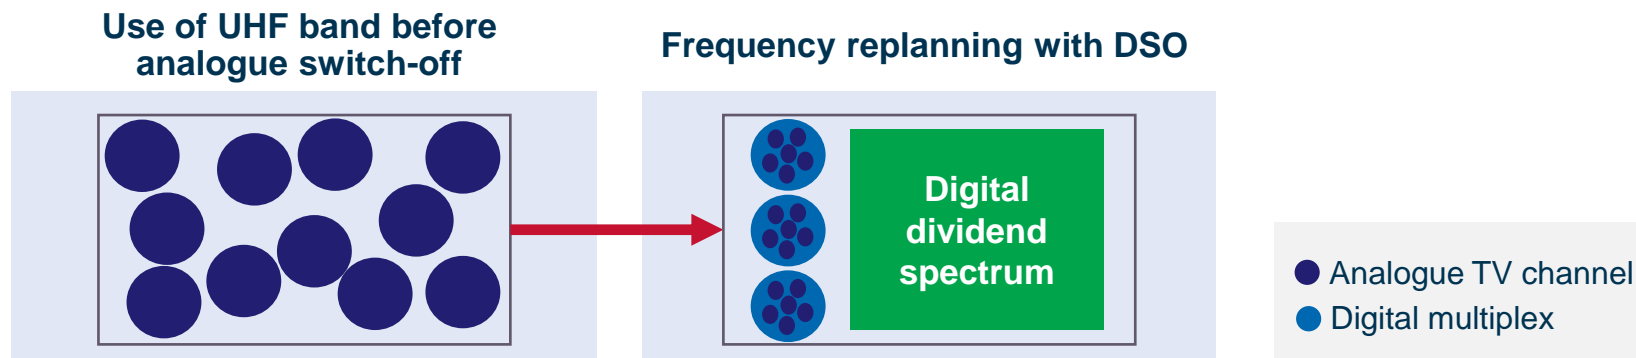 Use of UHF band before
analogue switch-off
Frequency replanning with DSO
Digital
dividend
spectrum
Analogue TV channel
Digital multiplex